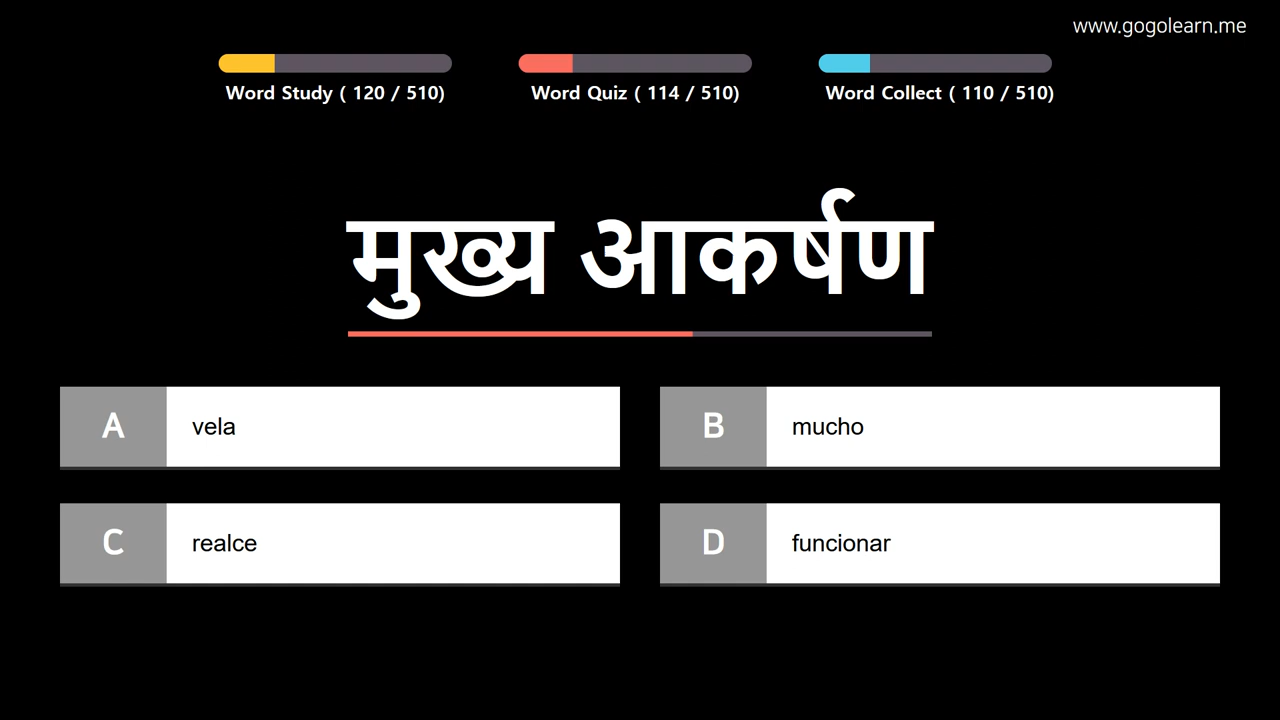 www.gogolearn.me
Word Study ( 120 / 510)
Word Quiz ( 114 / 510)
Word Collect ( 110 / 510)
मुख्य आकर्षण
A vela
B mucho
C realce
D funcionar